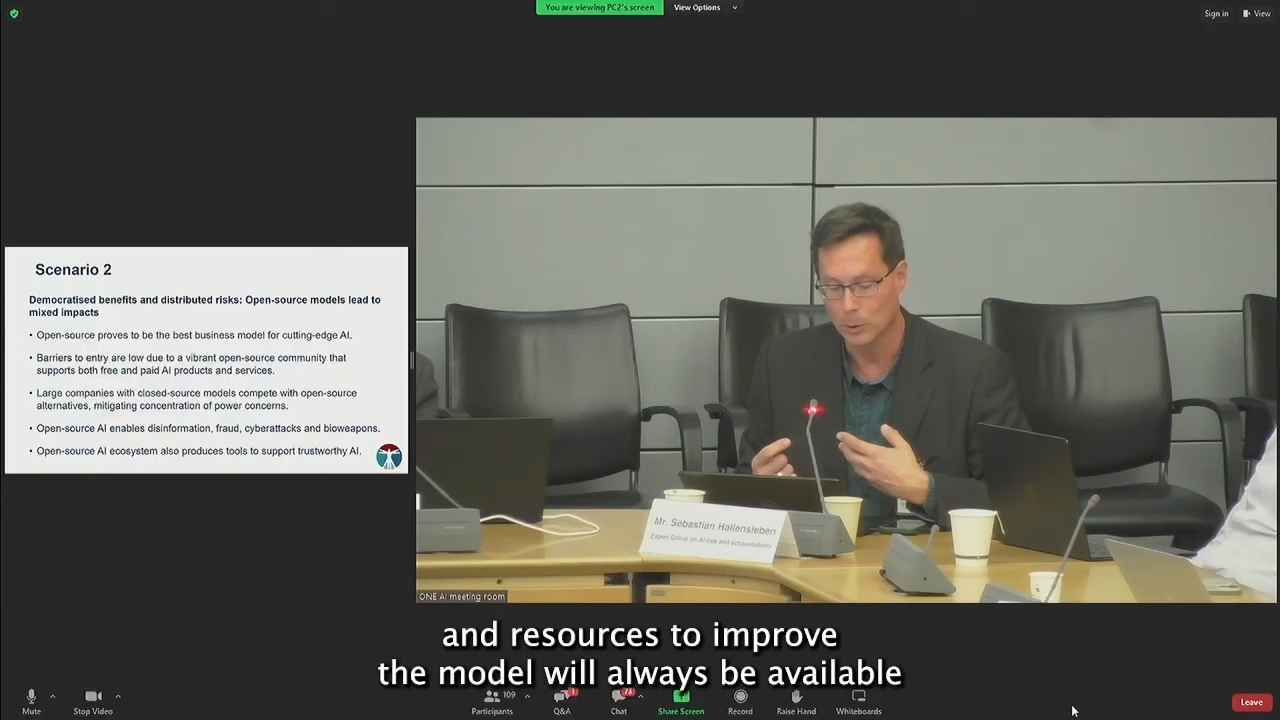 You are viewing PC2's screen
View Options
Sign in
View
Scenario 2
Democratised benefits and distributed risks: Open-source models lead to
mixed impacts
• Open-source proves to be the best business model for cutting-edge AI.
• Barriers to entry are low due to a vibrant open-source community that
supports both free and paid AI products and services.
• Large companies with closed-source models compete with open-source
alternatives, mitigating concentration of power concerns.
• Open-source AI enables disinformation, fraud, cyberattacks and bioweapons.
• Open-source AI ecosystem also produces tools to support trustworthy AI.
Mr. Sebastian Hallensleben
Expert Group on AI risk and accountability
ONE AI meeting room
and resources to improve
the model will always be available
109
1
73
Mute
Stop Video
Participants
Q&A
Chat
Share Screen
Record
Raise Hand
Whiteboards
Leave